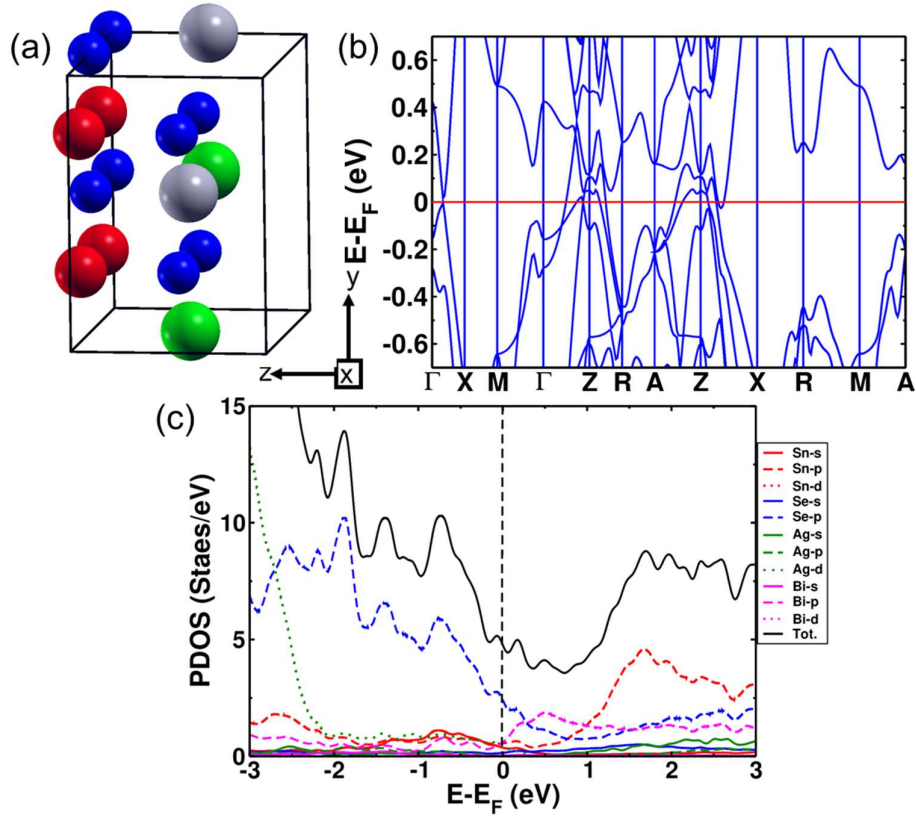 (a)
y
z
x
(b)
E-E_F (eV)
0.6
0.4
0.2
0
-0.2
-0.4
-0.6
Γ X M Γ Z R A Z X R M A
(c)
PDOS (Staes/eV)
15
10
5
0
-3 -2 -1 0 1 2 3
E-E_F (eV)
Sn-s
Sn-p
Sn-d
Se-s
Se-p
Ag-s
Ag-p
Ag-d
Bi-s
Bi-p
Bi-d
Tot.